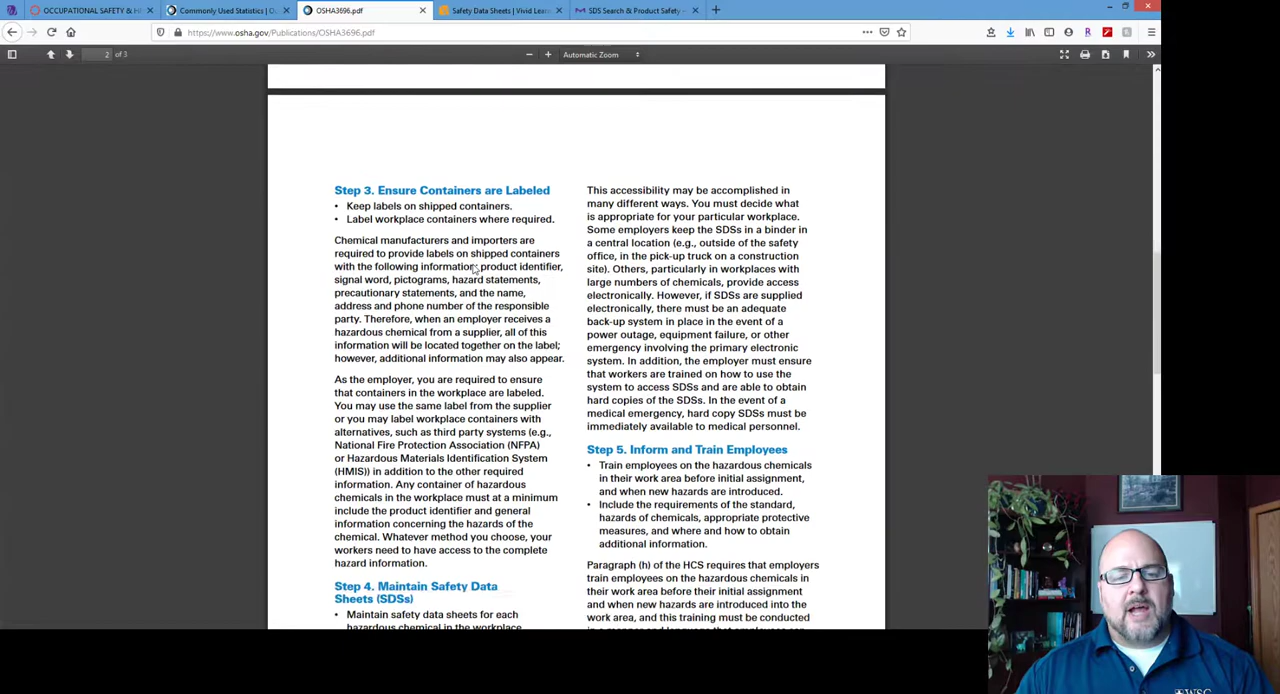 OCCUPATIONAL SAFETY & H
Commonly Used Statistics | O
OSHA3696.pdf
Safety Data Sheets | Vivid Lear
SDS Search & Product Safety -
https://www.osha.gov/Publications/OSHA3696.pdf
2 of 3
Automatic Zoom
Step 3. Ensure Containers are Labeled
• Keep labels on shipped containers.
• Label workplace containers where required.
Chemical manufacturers and importers are
required to provide labels on shipped containers
with the following information: product identifier,
signal word, pictograms, hazard statements,
precautionary statements, and the name,
address and phone number of the responsible
party. Therefore, when an employer receives a
hazardous chemical from a supplier, all of this
information will be located together on the label;
however, additional information may also appear.
As the employer, you are required to ensure
that containers in the workplace are labeled.
You may use the same label from the supplier
or you may label workplace containers with
alternatives, such as third party systems (e.g.,
National Fire Protection Association (NFPA)
or Hazardous Materials Identification System
(HMIS)) in addition to the other required
information. Any container of hazardous
chemicals in the workplace must at a minimum
include the product identifier and general
information concerning the hazards of the
chemical. Whatever method you choose, your
workers need to have access to the complete
hazard information.
Step 4. Maintain Safety Data
Sheets (SDSs)
• Maintain safety data sheets for each
hazardous chemical in the workplace
This accessibility may be accomplished in
many different ways. You must decide what
is appropriate for your particular workplace.
Some employers keep the SDSs in a binder in
a central location (e.g., outside of the safety
office, in the pick-up truck on a construction
site). Others, particularly in workplaces with
large numbers of chemicals, provide access
electronically. However, if SDSs are supplied
electronically, there must be an adequate
back-up system in place in the event of a
power outage, equipment failure, or other
emergency involving the primary electronic
system. In addition, the employer must ensure
that workers are trained on how to use the
system to access SDSs and are able to obtain
hard copies of the SDSs. In the event of a
medical emergency, hard copy SDSs must be
immediately available to medical personnel.
Step 5. Inform and Train Employees
• Train employees on the hazardous chemicals
in their work area before initial assignment,
and when new hazards are introduced.
• Include the requirements of the standard,
hazards of chemicals, appropriate protective
measures, and where and how to obtain
additional information.
Paragraph (h) of the HCS requires that employers
train employees on the hazardous chemicals in
their work area before their initial assignment
and when new hazards are introduced into the
work area, and this training must be conducted
in a manner and language that employees can
WSC